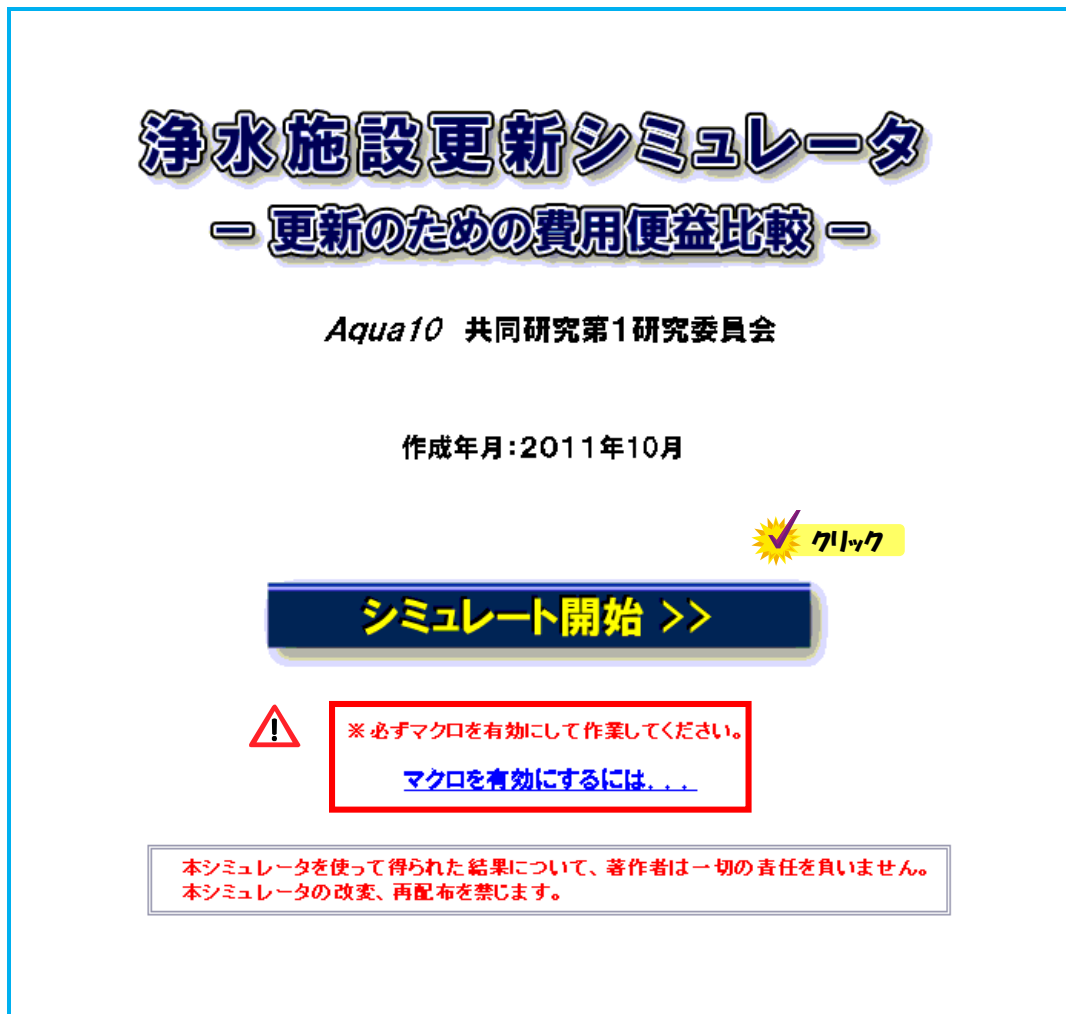 浄水施設更新シミュレータ
－ 更新のための費用便益比較 －
Aqua10 共同研究第1研究委員会
作成年月：2011年10月
クリック
シミュレート開始 >>
※必ずマクロを有効にして作業してください。
マクロを有効にするには．．．
本シミュレータを使って得られた結果について、著作者は一切の責任を負いません。
本シミュレータの改変、再配布を禁じます。